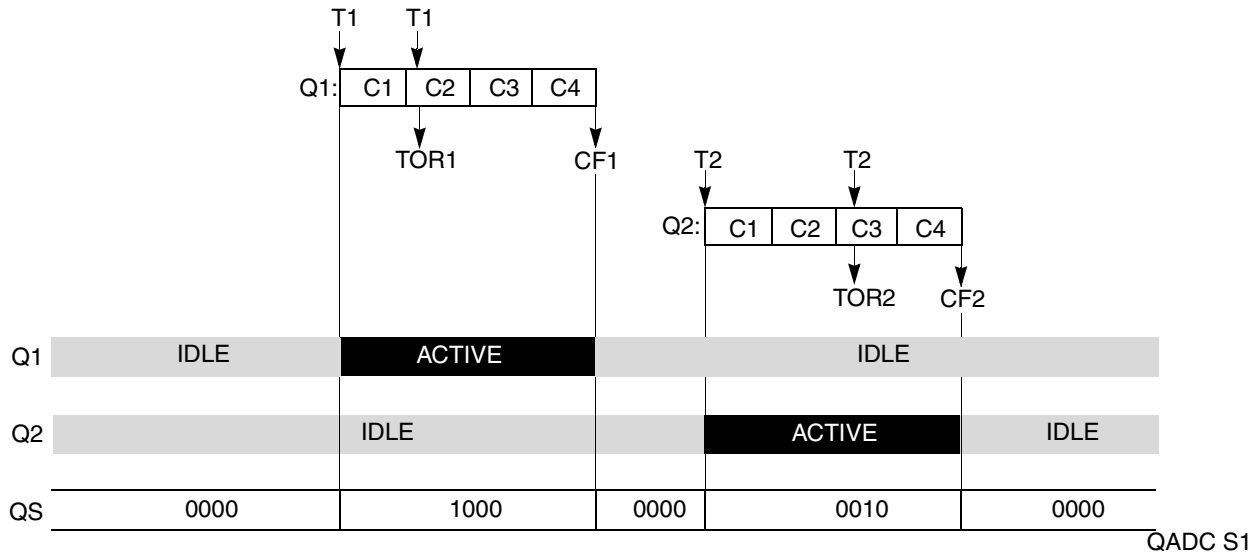 T1 T1
Q1: C1 C2 C3 C4
TOR1 CF1
T2 T2
Q2: C1 C2 C3 C4
TOR2 CF2
Q1 IDLE ACTIVE IDLE
Q2 IDLE ACTIVE IDLE
QS 0000 1000 0000 0010 0000
QADC S1